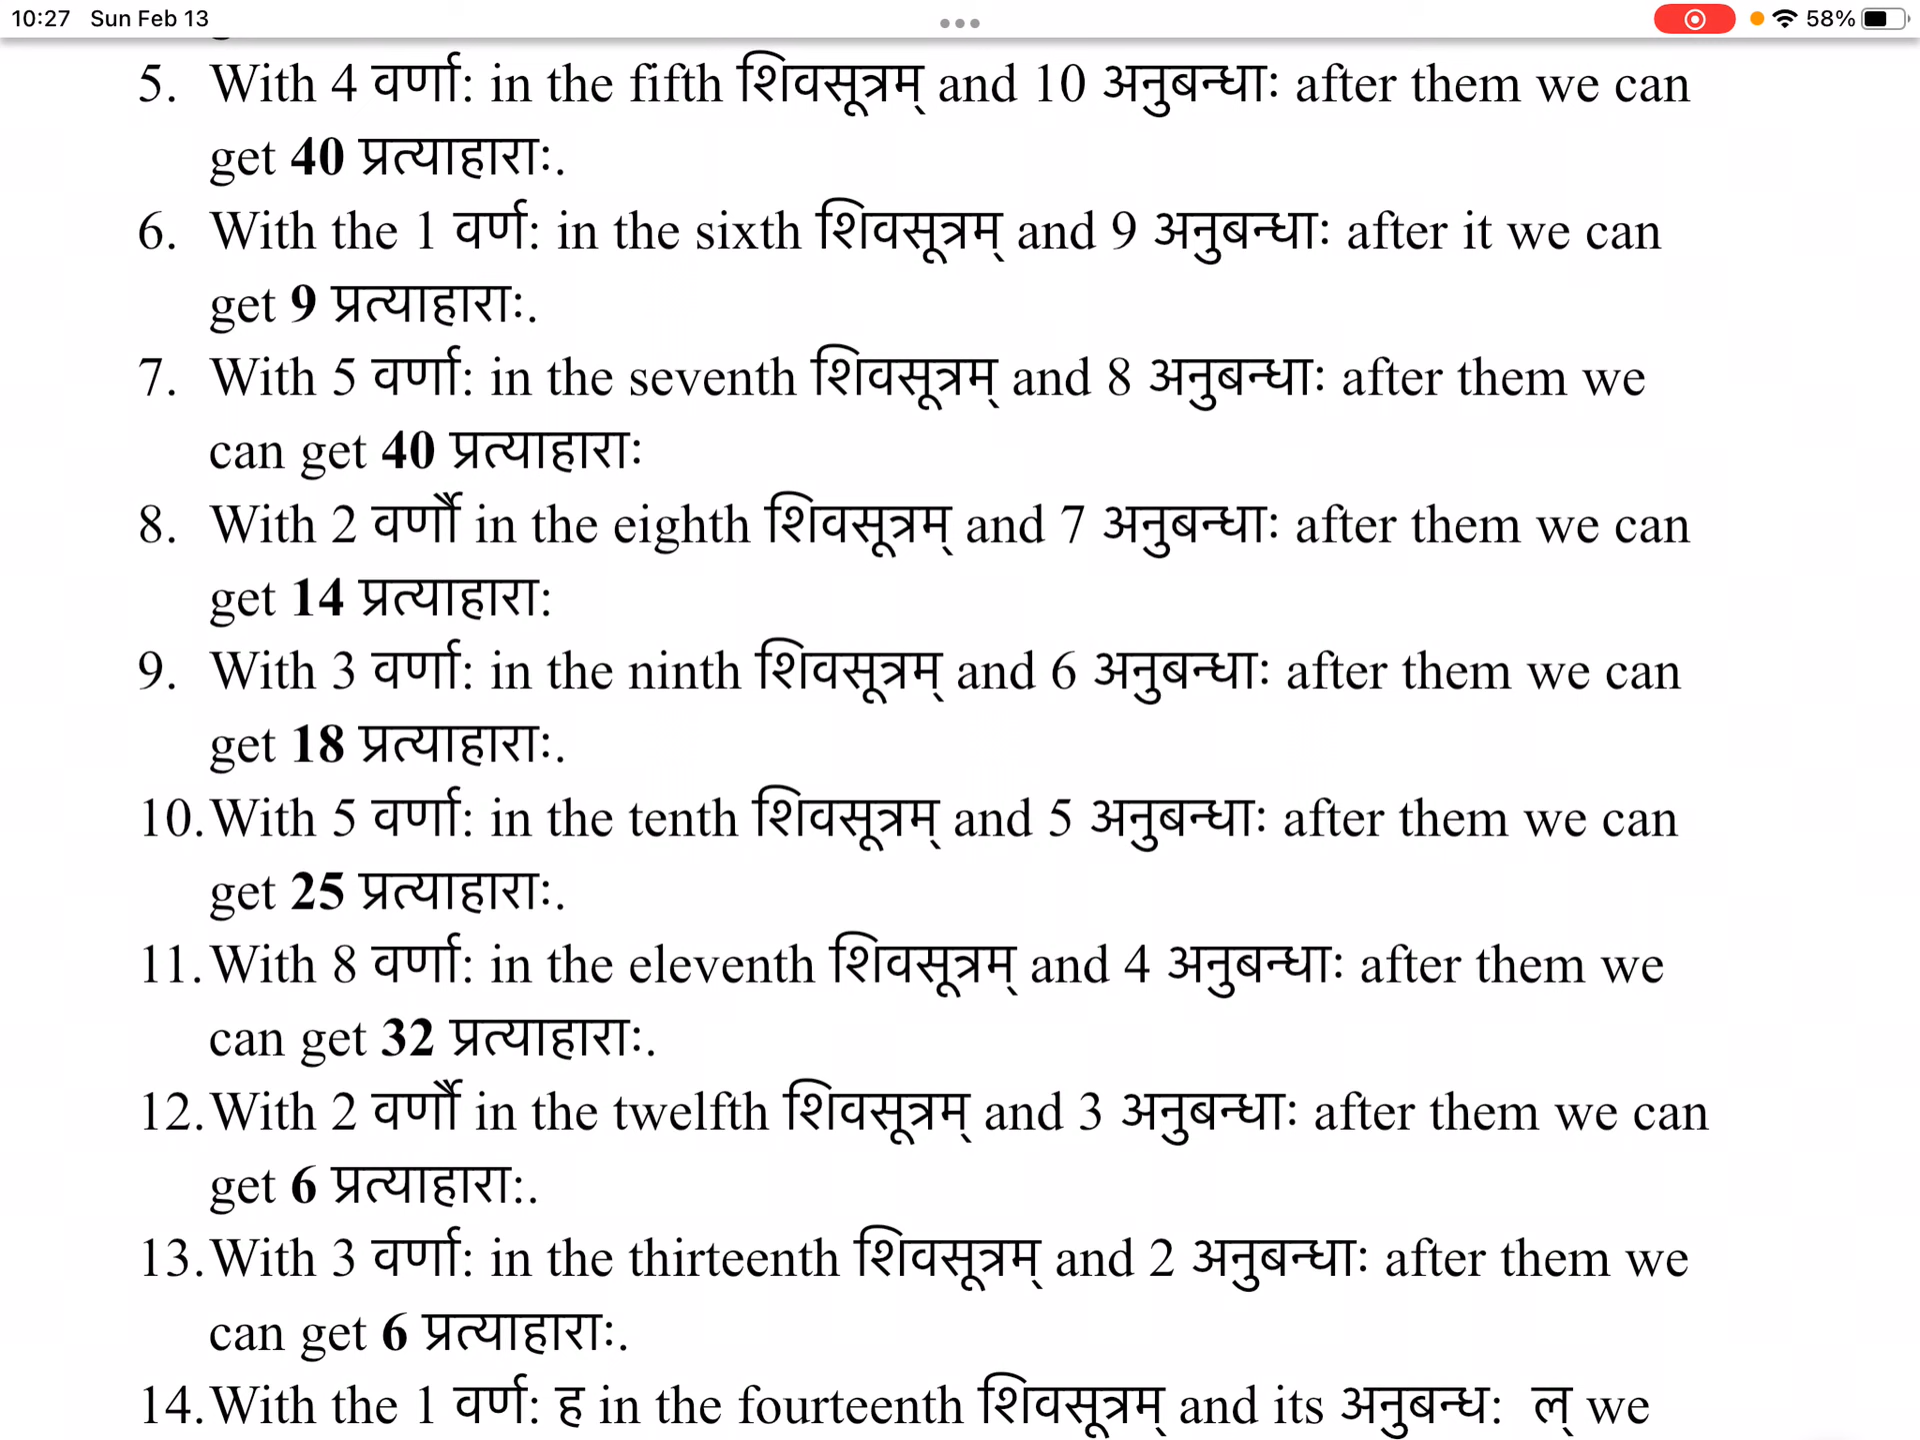 10:27 Sun Feb 13
58%
5. With 4 वर्णा: in the fifth शिवसूत्रम् and 10 अनुबन्धाः after them we can
get 40 प्रत्याहाराः.
6. With the 1 वर्ण: in the sixth शिवसूत्रम् and 9 अनुबन्धाः after it we can
get 9 प्रत्याहाराः.
7. With 5 वर्णा: in the seventh शिवसूत्रम् and 8 अनुबन्धाः after them we
can get 40 प्रत्याहाराः
8. With 2 वर्णौ in the eighth शिवसूत्रम् and 7 अनुबन्धाः after them we can
get 14 प्रत्याहारा:
9. With 3 वर्णा: in the ninth शिवसूत्रम् and 6 अनुबन्धाः after them we can
get 18 प्रत्याहाराः.
10. With 5 वर्णा: in the tenth शिवसूत्रम् and 5 अनुबन्धाः after them we can
get 25 प्रत्याहाराः.
11. With 8 वर्णा: in the eleventh शिवसूत्रम् and 4 अनुबन्धाः after them we
can get 32 प्रत्याहाराः.
12. With 2 वर्णौ in the twelfth शिवसूत्रम् and 3 अनुबन्धाः after them we can
get 6 प्रत्याहारा:.
13. With 3 वर्णा: in the thirteenth शिवसूत्रम् and 2 अनुबन्धाः after them we
can get 6 प्रत्याहाराः.
14. With the 1 वर्ण: ह in the fourteenth शिवसूत्रम् and its अनुबन्ध: ल् we